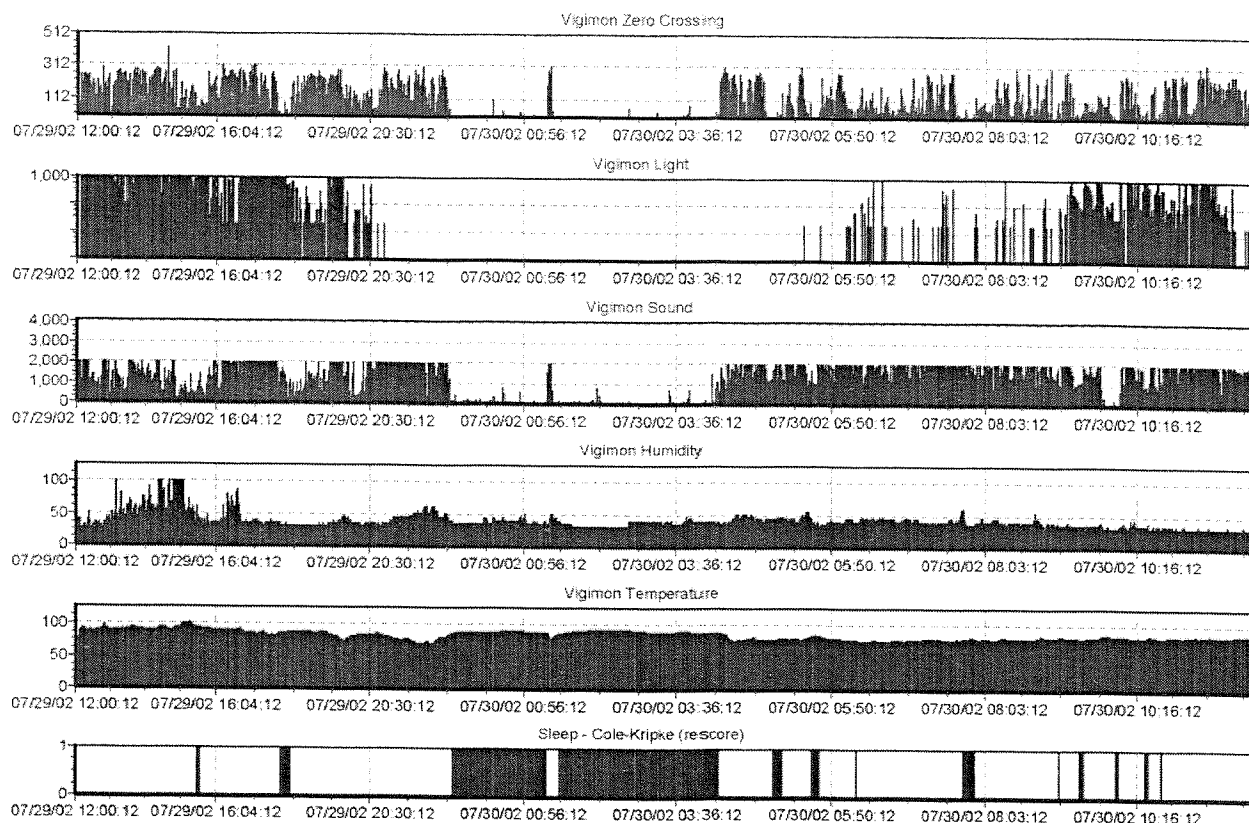 Vigimon Zero Crossing
512
312
112
07/29/02 12:00:12 07/29/02 16:04:12 07/29/02 20:30:12 07/30/02 00:56:12 07/30/02 03:36:12 07/30/02 05:50:12 07/30/02 08:03:12 07/30/02 10:16:12
Vigimon Light
1,000
07/29/02 12:00:12 07/29/02 16:04:12 07/29/02 20:30:12 07/30/02 00:56:12 07/30/02 03:36:12 07/30/02 05:50:12 07/30/02 08:03:12 07/30/02 10:16:12
Vigimon Sound
4,000
3,000
2,000
1,000
0
07/29/02 12:00:12 07/29/02 16:04:12 07/29/02 20:30:12 07/30/02 00:56:12 07/30/02 03:36:12 07/30/02 05:50:12 07/30/02 08:03:12 07/30/02 10:16:12
Vigimon Humidity
100
50
0
07/29/02 12:00:12 07/29/02 16:04:12 07/29/02 20:30:12 07/30/02 00:56:12 07/30/02 03:36:12 07/30/02 05:50:12 07/30/02 08:03:12 07/30/02 10:16:12
Vigimon Temperature
100
50
0
07/29/02 12:00:12 07/29/02 16:04:12 07/29/02 20:30:12 07/30/02 00:56:12 07/30/02 03:36:12 07/30/02 05:50:12 07/30/02 08:03:12 07/30/02 10:16:12
Sleep - Cole-Kripke (rescore)
1
0
07/29/02 12:00:12 07/29/02 16:04:12 07/29/02 20:30:12 07/30/02 00:56:12 07/30/02 03:36:12 07/30/02 05:50:12 07/30/02 08:03:12 07/30/02 10:16:12